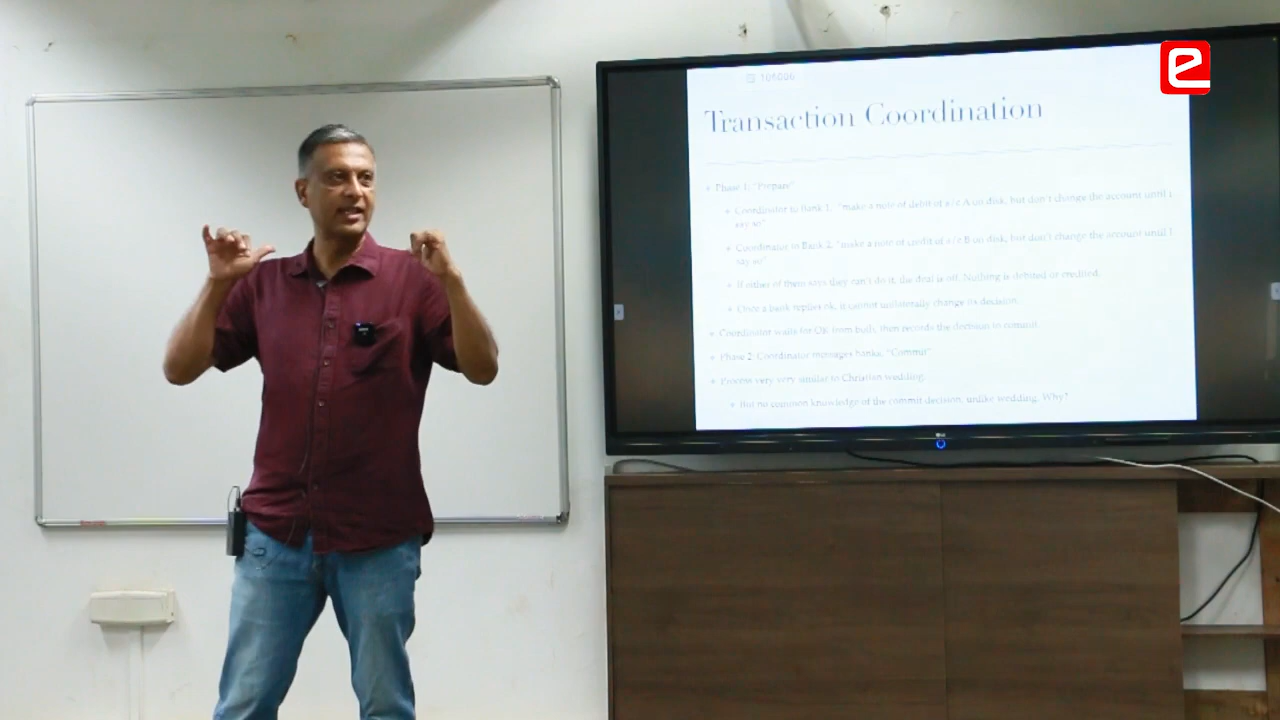 e
Transaction Coordination
Phase 1: "Prepare"
Coordinator to Bank 1: "make a note of debit of a/c A on disk, but don't change the account until I
say so"
Coordinator to Bank 2: "make a note of credit of a/c B on disk, but don't change the account until I
say so"
If either of them says they can't do it, the deal is off. Nothing is debited or credited.
Once a bank replies ok, it cannot unilaterally change its decision.
Coordinator waits for OK from both, then records the decision to commit.
Phase 2: Coordinator messages banks: "Commit"
Process very very similar to Christian wedding.
But no common knowledge of the commit decision, unlike wedding. Why?